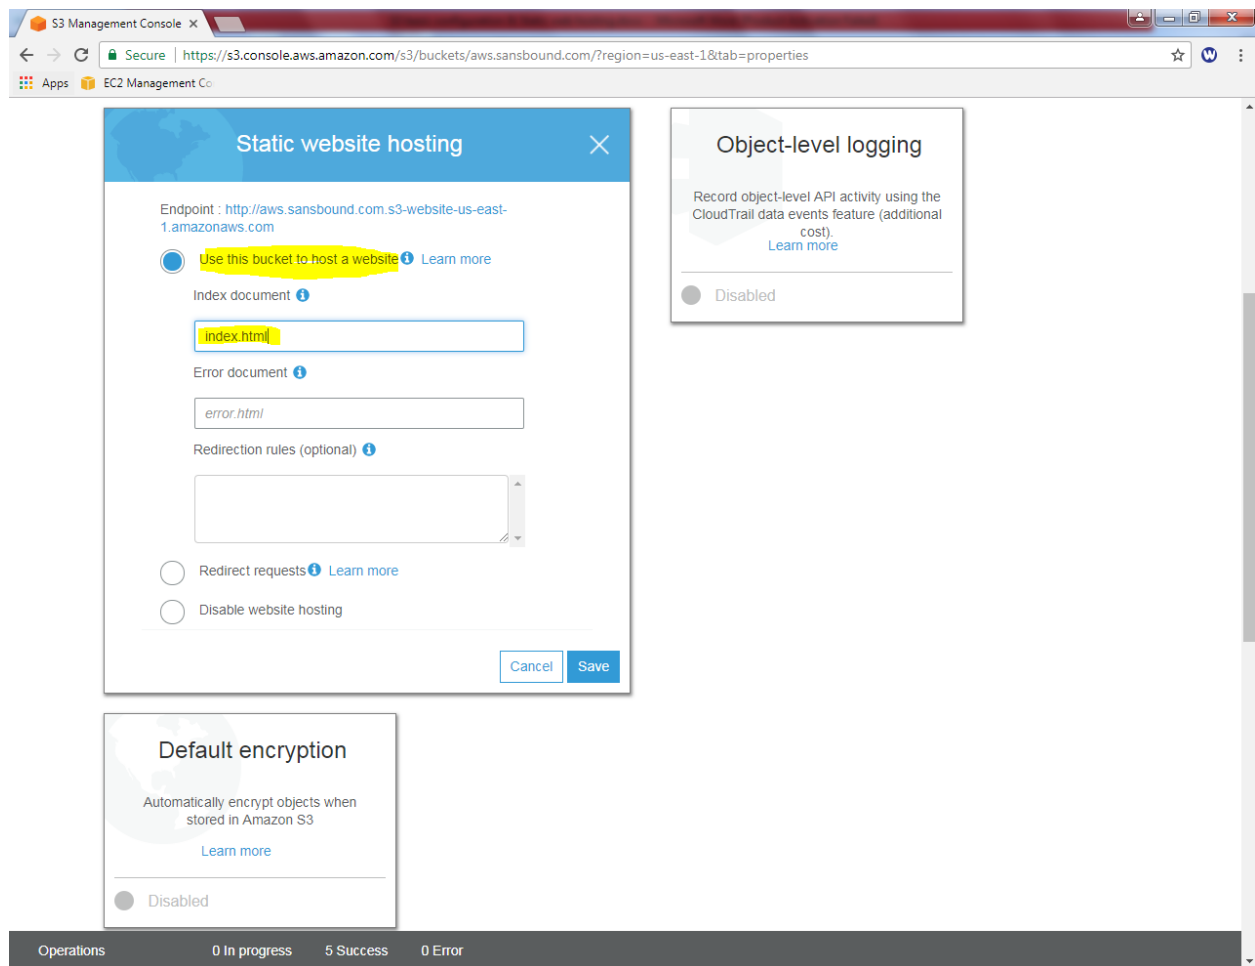 S3 Management Console
Secure https://s3.console.aws.amazon.com/s3/buckets/aws.sansbound.com/?region=us-east-1&tab=properties
W
Apps EC2 Management Co
Static website hosting
Endpoint : http://aws.sansbound.com.s3-website-us-east-
1.amazonaws.com
Use this bucket to host a website Learn more
Index document
index.html
Error document
error.html
Redirection rules (optional)
Redirect requests Learn more
Disable website hosting
Cancel Save
Object-level logging
Record object-level API activity using the
CloudTrail data events feature (additional
cost).
Learn more
Disabled
Default encryption
Automatically encrypt objects when
stored in Amazon S3
Learn more
Disabled
Operations 0 In progress 5 Success 0 Error